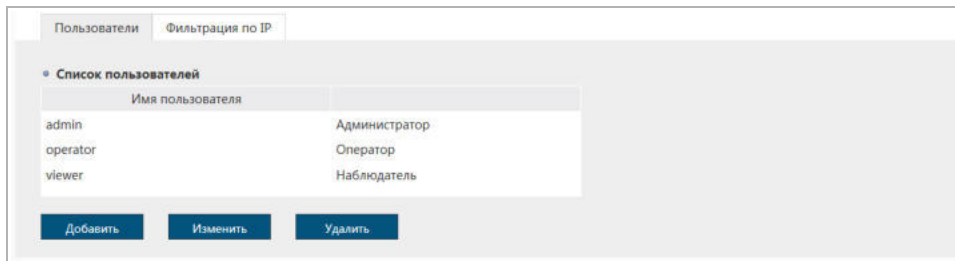 Пользователи Фильтрация по IP
Список пользователей
Имя пользователя
admin Администратор
operator Оператор
viewer Наблюдатель
Добавить Изменить Удалить